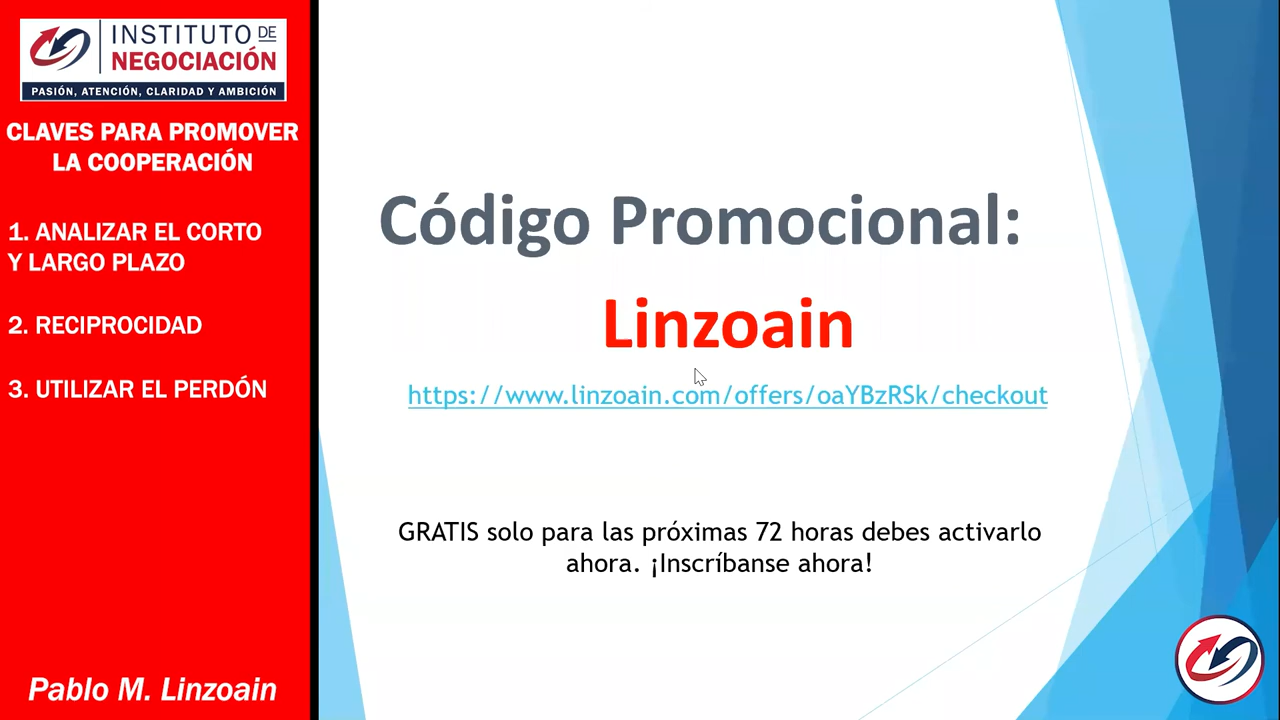 INSTITUTO DE
NEGOCIACIÓN
PASIÓN, ATENCIÓN, CLARIDAD Y AMBICIÓN
CLAVES PARA PROMOVER
LA COOPERACIÓN
1. ANALIZAR EL CORTO
Y LARGO PLAZO
2. RECIPROCIDAD
3. UTILIZAR EL PERDÓN
Pablo M. Linzoain
Código Promocional:
Linzoain
https://www.linzoain.com/offers/oaYBzRSk/checkout
GRATIS solo para las próximas 72 horas debes activarlo
ahora. ¡Inscríbanse ahora!